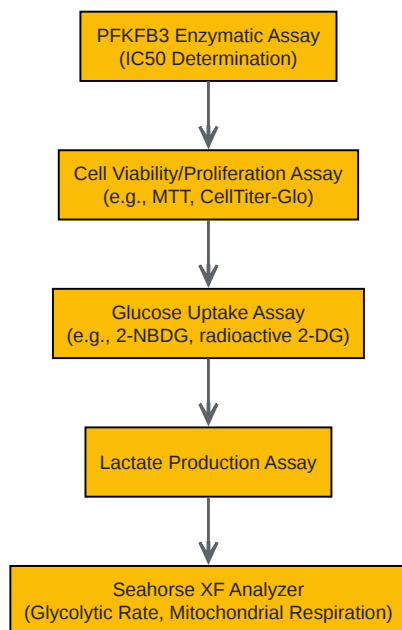 PFKFB3 Enzymatic Assay
(IC50 Determination)
Cell Viability/Proliferation Assay
(e.g., MTT, CellTiter-Glo)
Glucose Uptake Assay
(e.g., 2-NBDG, radioactive 2-DG)
Lactate Production Assay
Seahorse XF Analyzer
(Glycolytic Rate, Mitochondrial Respiration)